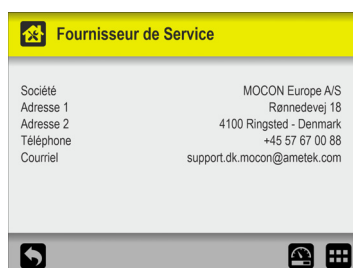 Fournisseur de Service
Société MOCON Europe A/S
Adresse 1 Rønnedevej 18
Adresse 2 4100 Ringsted - Denmark
Téléphone +45 57 67 00 88
Courriel support.dk.mocon@ametek.com